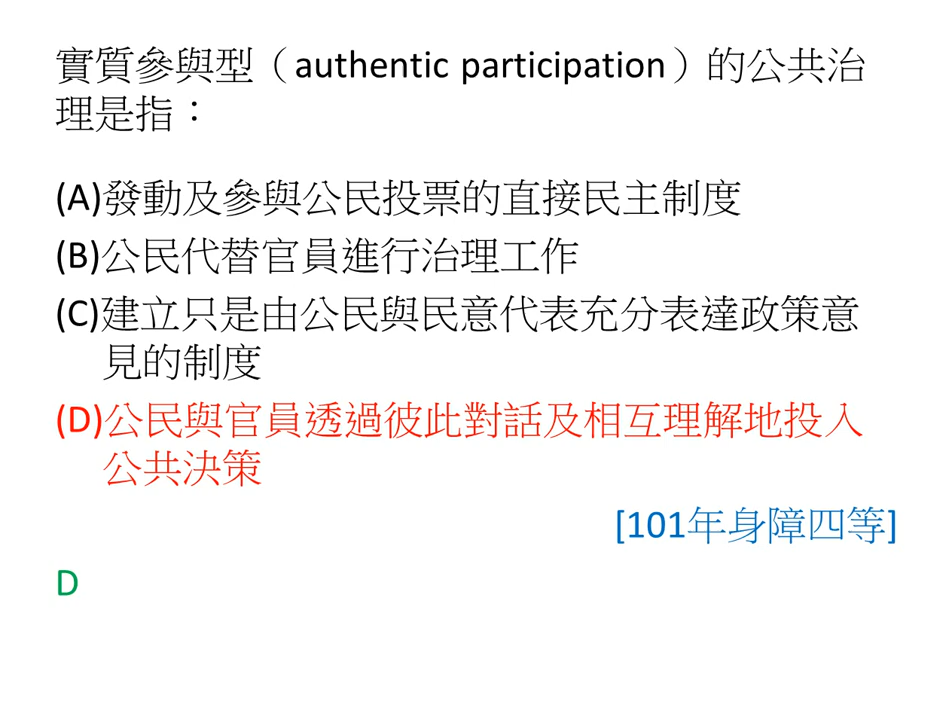 實質參與型（authentic participation）的公共治
理是指：
(A)發動及參與公民投票的直接民主制度
(B)公民代替官員進行治理工作
(C)建立只是由公民與民意代表充分表達政策意
見的制度
(D)公民與官員透過彼此對話及相互理解地投入
公共決策
[101年身障四等]
D